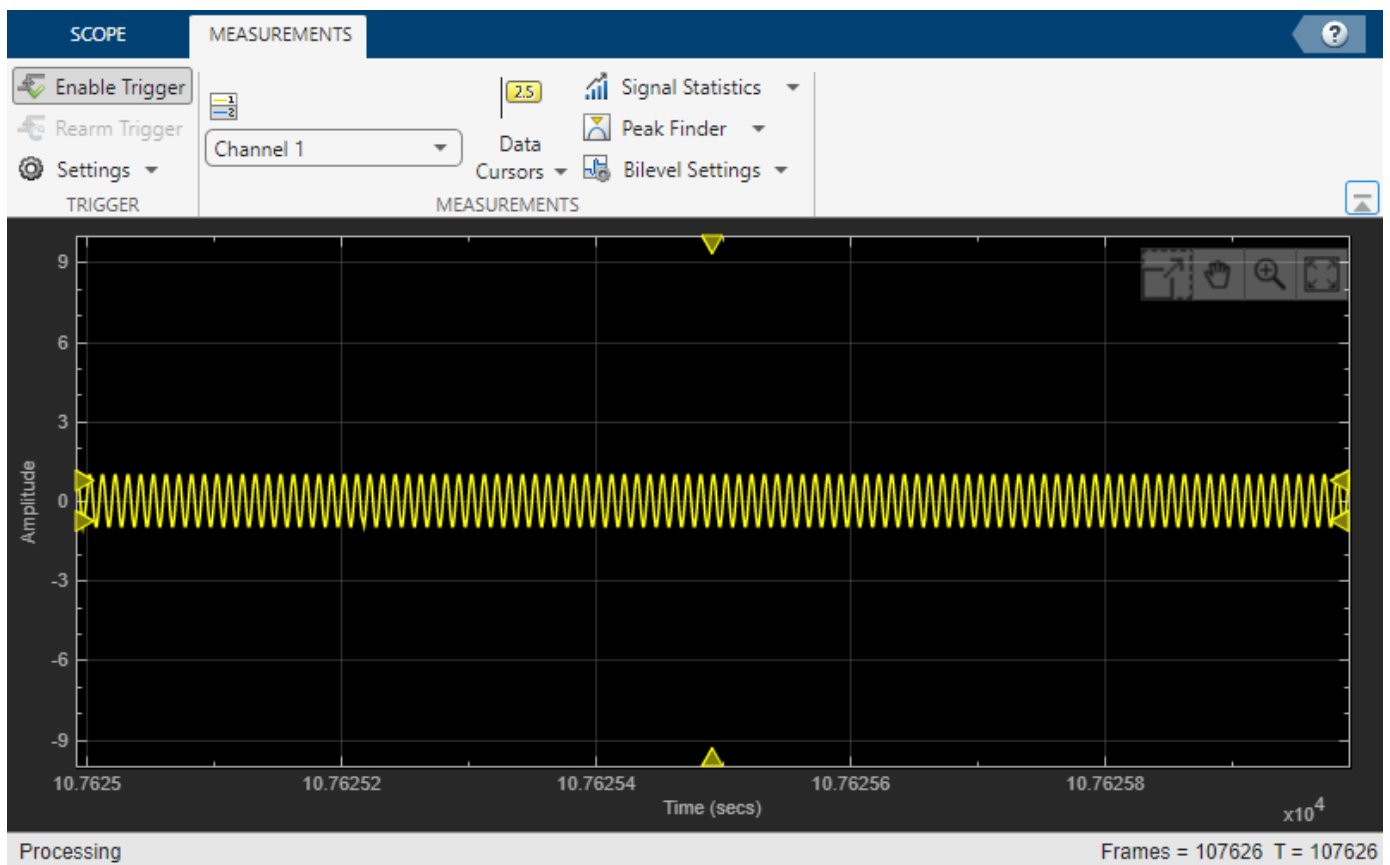 SCOPE MEASUREMENTS ?
Enable Trigger
Rearm Trigger
Settings
TRIGGER
1
2
Channel 1
2.5
Data
Cursors
Signal Statistics
Peak Finder
Bilevel Settings
MEASUREMENTS
Amplitude
9
6
3
0
-3
-6
-9
10.7625 10.76252 10.76254 10.76256 10.76258
Time (secs)
x10^4
Processing
Frames = 107626 T = 107626